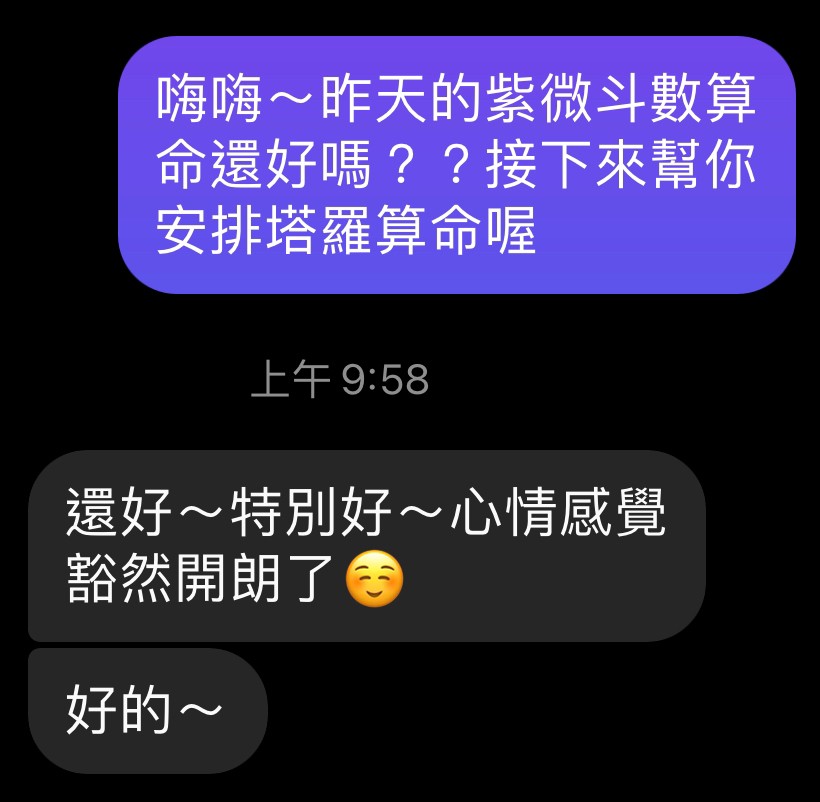 嗨嗨～昨天的紫微斗數算
命還好嗎？？接下來幫你
安排塔羅算命喔
上午 9:58
還好～特別好～心情感覺
豁然開朗了☺️
好的～